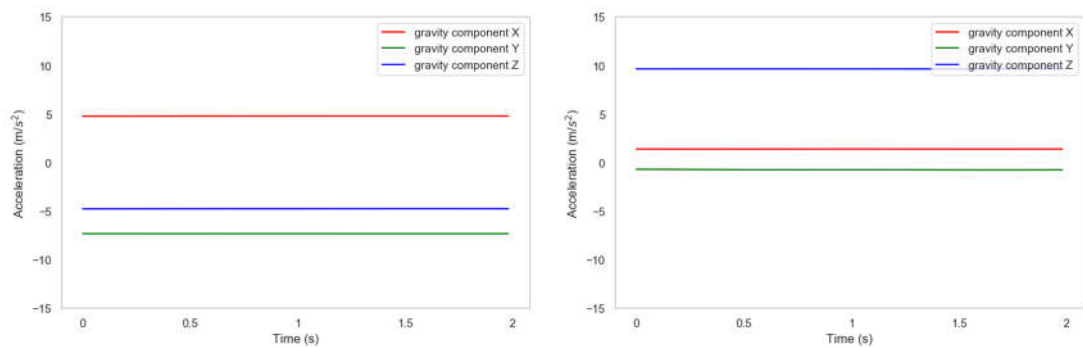 15
10
5
0
−5
−10
−15
Acceleration (m/s²)
gravity component X
gravity component Y
gravity component Z
0
0.5
1
1.5
2
Time (s)
15
10
5
0
−5
−10
−15
Acceleration (m/s²)
gravity component X
gravity component Y
gravity component Z
0
0.5
1
1.5
2
Time (s)